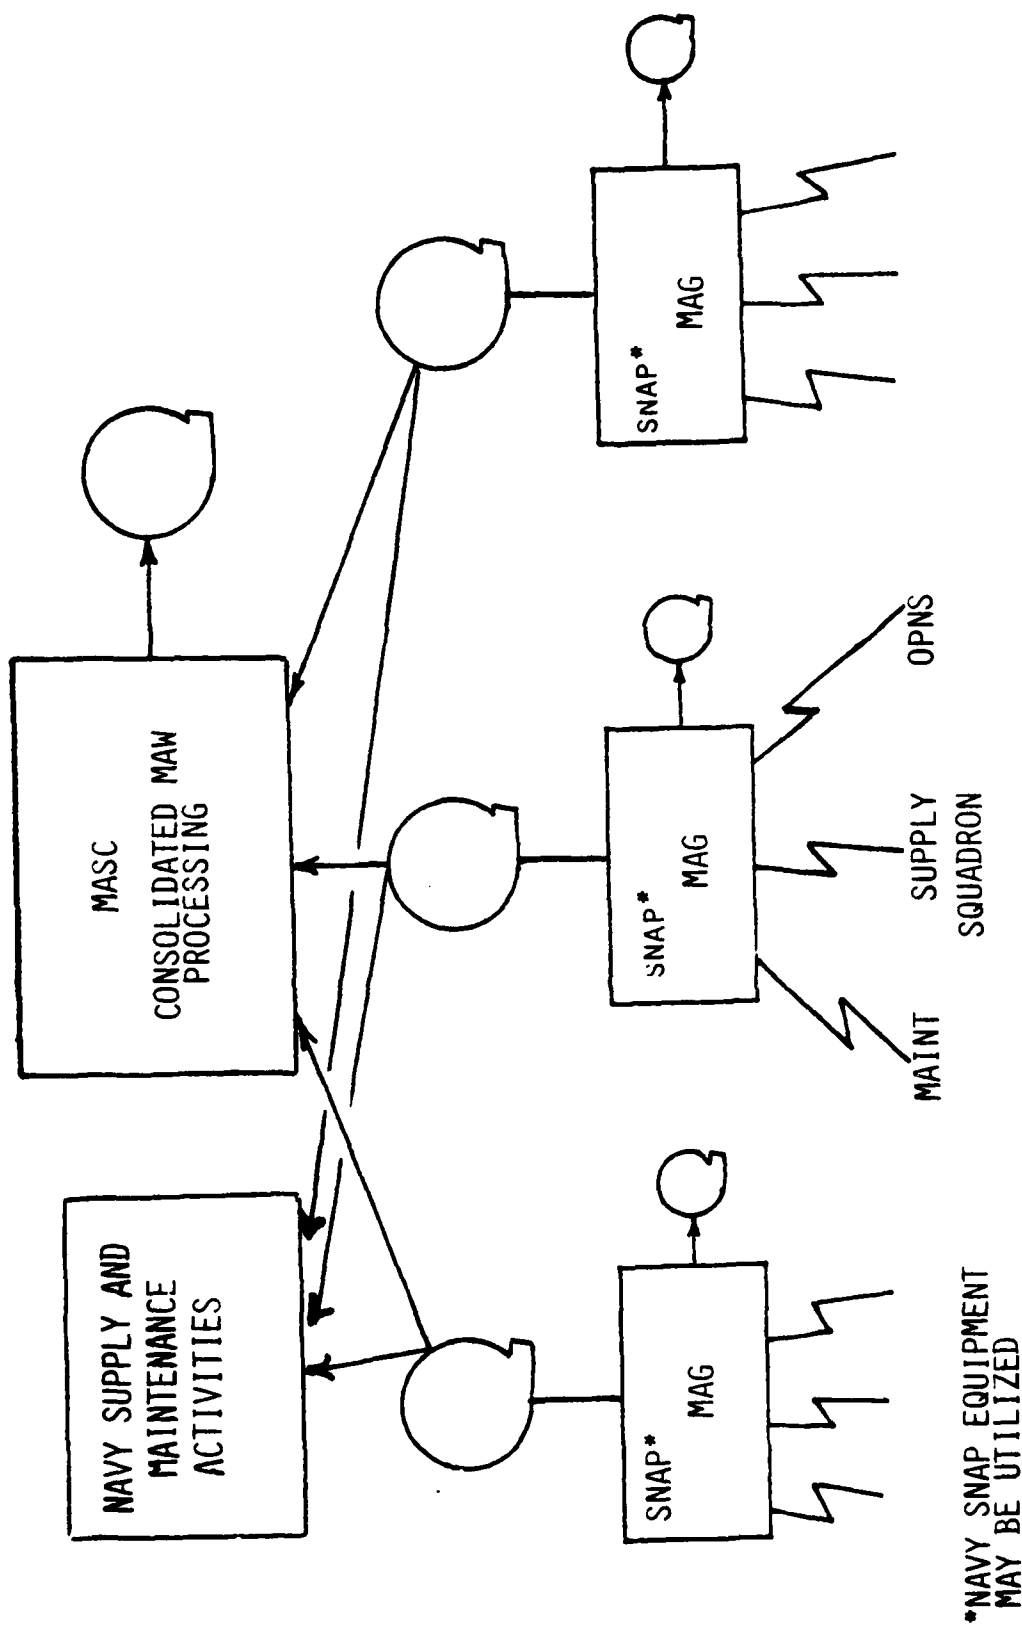 NAVY SUPPLY AND
MAINTENANCE
ACTIVITIES
MASC
CONSOLIDATED MAW
PROCESSING
SNAP*
MAG
SNAP*
MAG
SNAP*
MAG
MAINT
SUPPLY
OPNS
SQUADRON
*NAVY SNAP EQUIPMENT
MAY BE UTILIZED